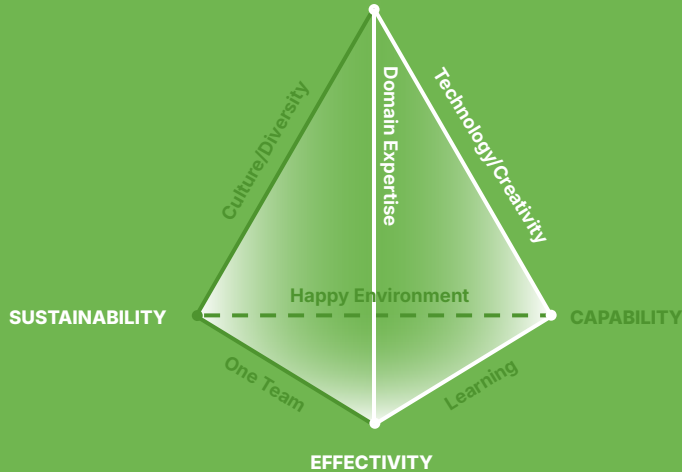 Culture/Diversity
Domain Expertise
Technology/Creativity
Happy Environment
SUSTAINABILITY
CAPABILITY
One Team
Learning
EFFECTIVITY